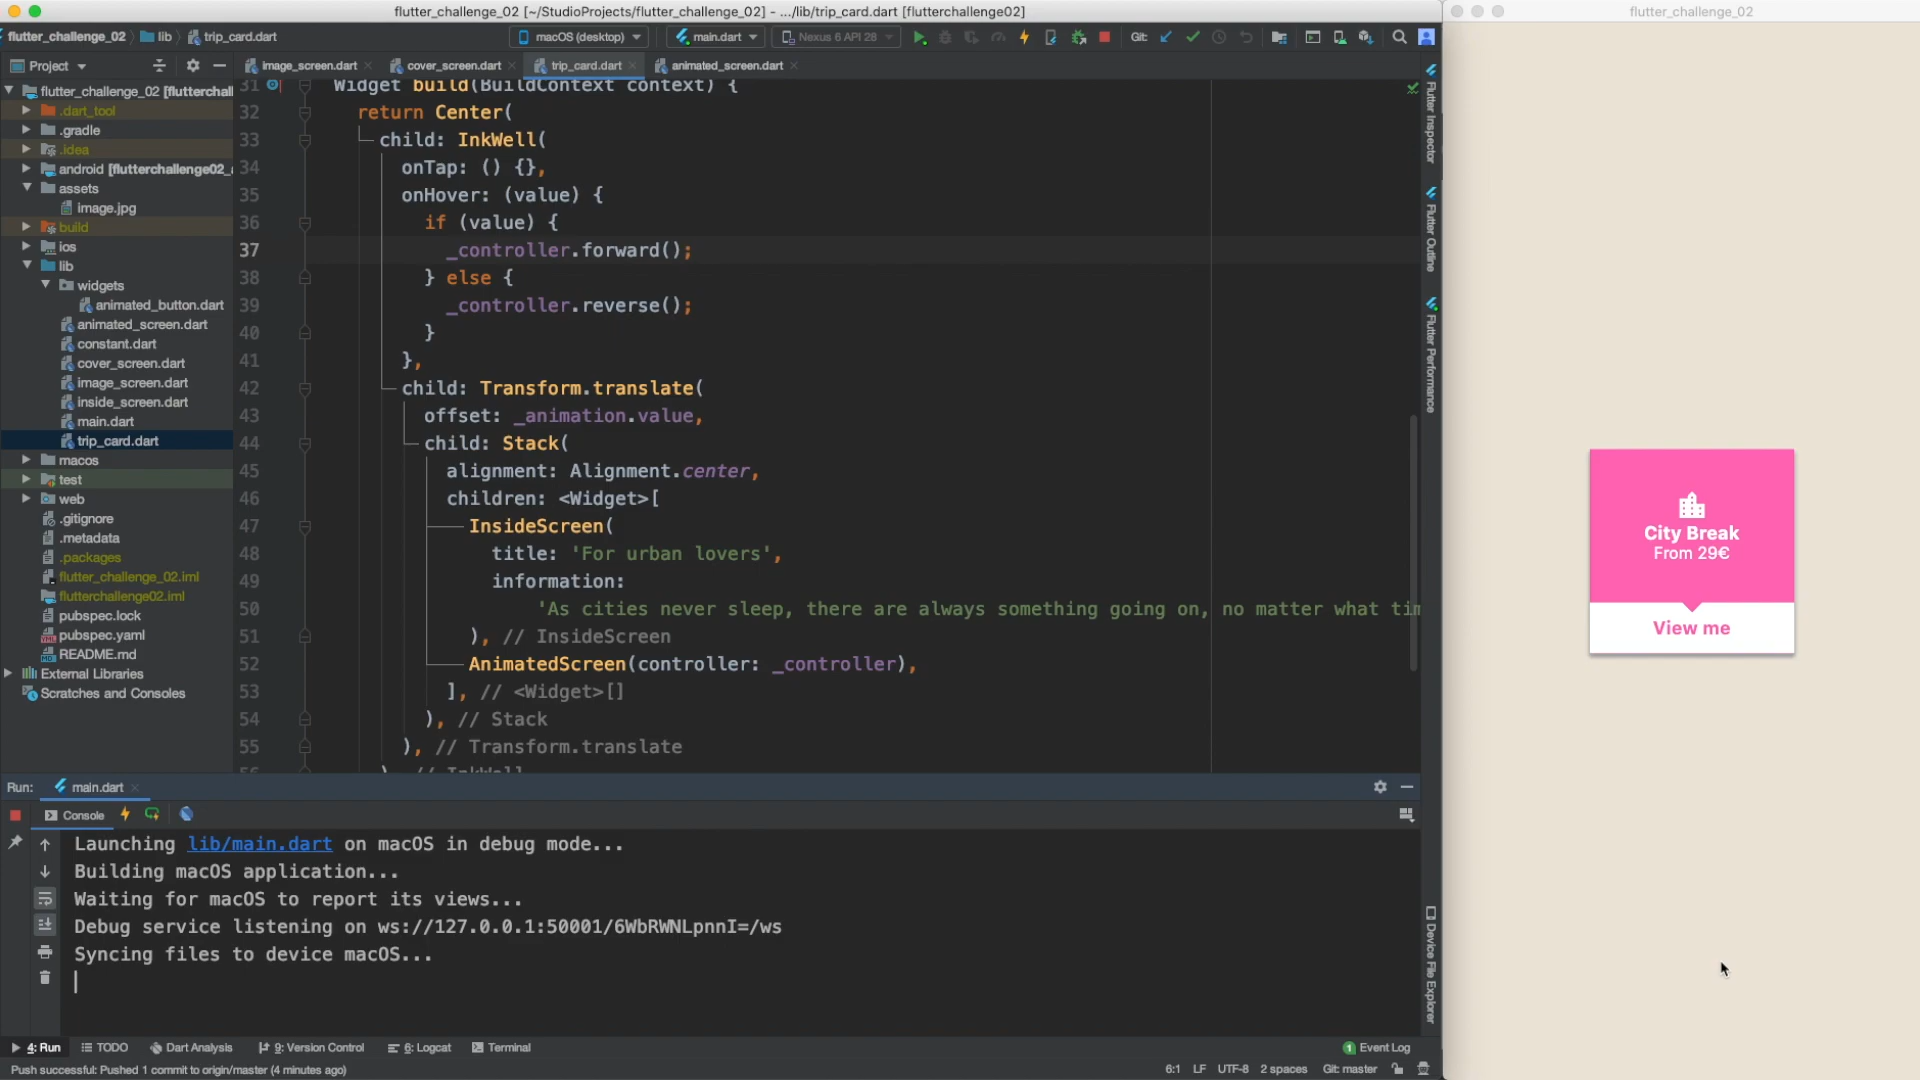 flutter_challenge_02 [~/StudioProjects/flutter_challenge_02] - .../lib/trip_card.dart [flutterchallenge02]
flutter_challenge_02
flutter_challenge_02 lib trip_card.dart
macOS (desktop) main.dart Nexus 6 API 28 Git:
Project
image_screen.dart cover_screen.dart trip_card.dart animated_screen.dart
flutter_challenge_02 [flutterchall
.dart_tool
.gradle
.idea
android [flutterchallenge02_
assets
image.jpg
build
ios
lib
widgets
animated_button.dart
animated_screen.dart
constant.dart
cover_screen.dart
image_screen.dart
inside_screen.dart
main.dart
trip_card.dart
macos
test
web
.gitignore
.metadata
.packages
flutter_challenge_02.iml
flutterchallenge02.iml
pubspec.lock
pubspec.yaml
README.md
External Libraries
Scratches and Consoles
31 Widget build(BuildContext context) {
32 return Center(
33 child: InkWell(
34 onTap: () {},
35 onHover: (value) {
36 if (value) {
37 _controller.forward();
38 } else {
39 _controller.reverse();
40 }
41 },
42 child: Transform.translate(
43 offset: _animation.value,
44 child: Stack(
45 alignment: Alignment.center,
46 children: <Widget>[
47 InsideScreen(
48 title: 'For urban lovers',
49 information:
50 'As cities never sleep, there are always something going on, no matter what tim
51 ), // InsideScreen
52 AnimatedScreen(controller: _controller),
53 ], // <Widget>[]
54 ), // Stack
55 ), // Transform.translate
56 ), // InkWell
Flutter Inspector
Flutter Outline
Flutter Performance
Device File Explorer
City Break
From 29€
View me
Run: main.dart
Console
Launching lib/main.dart on macOS in debug mode...
Building macOS application...
Waiting for macOS to report its views...
Debug service listening on ws://127.0.0.1:50001/6WbRWNLpnnI=/ws
Syncing files to device macOS...
4: Run TODO Dart Analysis 9: Version Control 6: Logcat Terminal 1 Event Log
Push successful: Pushed 1 commit to origin/master (4 minutes ago) 6:1 LF UTF-8 2 spaces Git: master